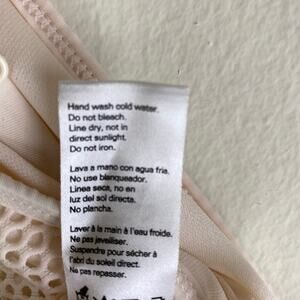 Hand wash cold water.
Do not bleach.
Line dry, not in
direct sunlight.
Do not iron.
Lava a mano con agua fria.
No use blanqueador.
Linea seca, no en
luz del sol directa.
No plancha.
Laver à la main à l'eau froide.
Ne pas javelliser.
Suspendre pour sécher à
l'abri du soleil direct.
Ne pas repasser.